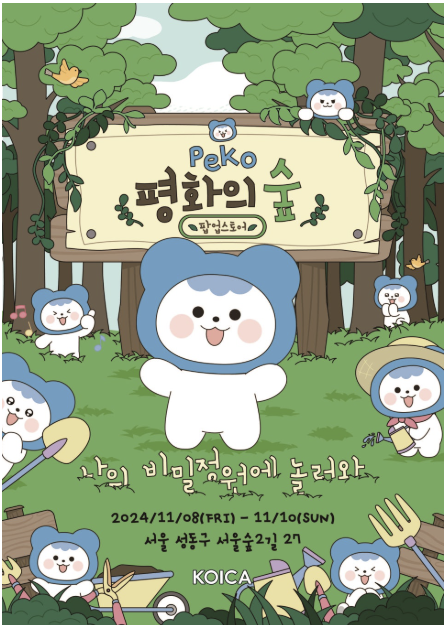 Peko
평화의 숲
팝업스토어
나의 비밀정원에 놀러와
2024/11/08(FRI) - 11/10(SUN)
서울 성동구 서울숲2길 27
KOICA